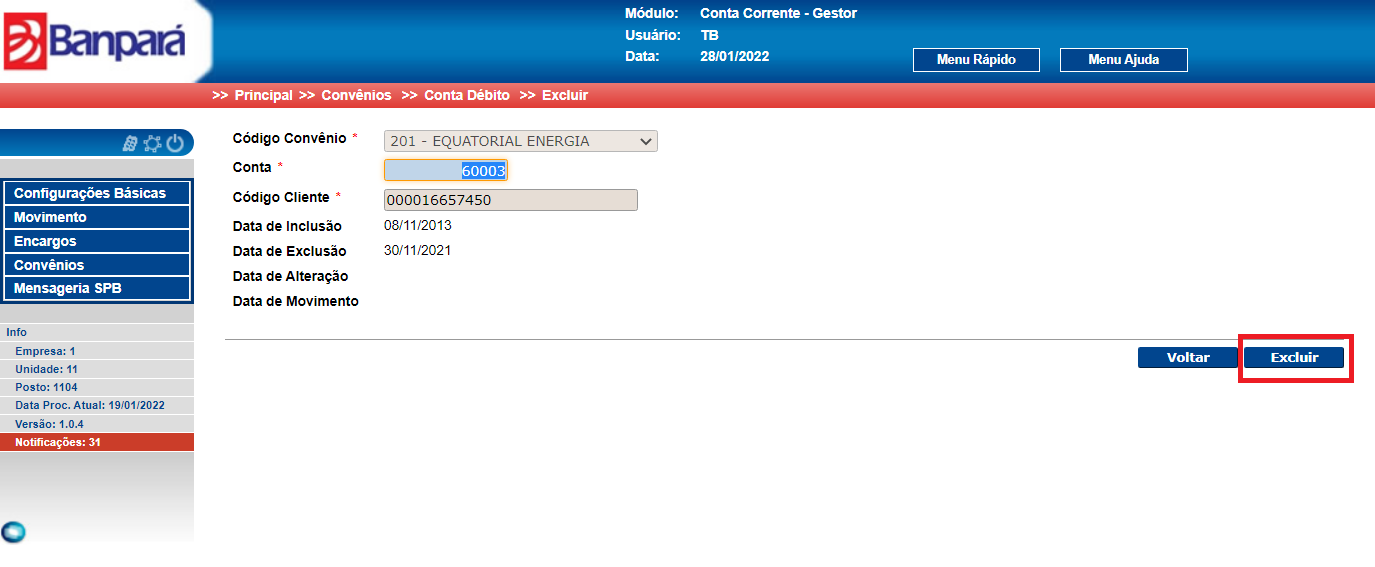 Banpará
Módulo: Conta Corrente - Gestor
Usuário: TB
Data: 28/01/2022
Menu Rápido Menu Ajuda
>> Principal >> Convênios >> Conta Débito >> Excluir
Configurações Básicas
Movimento
Encargos
Convênios
Mensageria SPB
Info
Empresa: 1
Unidade: 11
Posto: 1104
Data Proc. Atual: 19/01/2022
Versão: 1.0.4
Notificações: 31
Código Convênio * 201 - EQUATORIAL ENERGIA
Conta * 60003
Código Cliente * 000016657450
Data de Inclusão 08/11/2013
Data de Exclusão 30/11/2021
Data de Alteração
Data de Movimento
Voltar Excluir